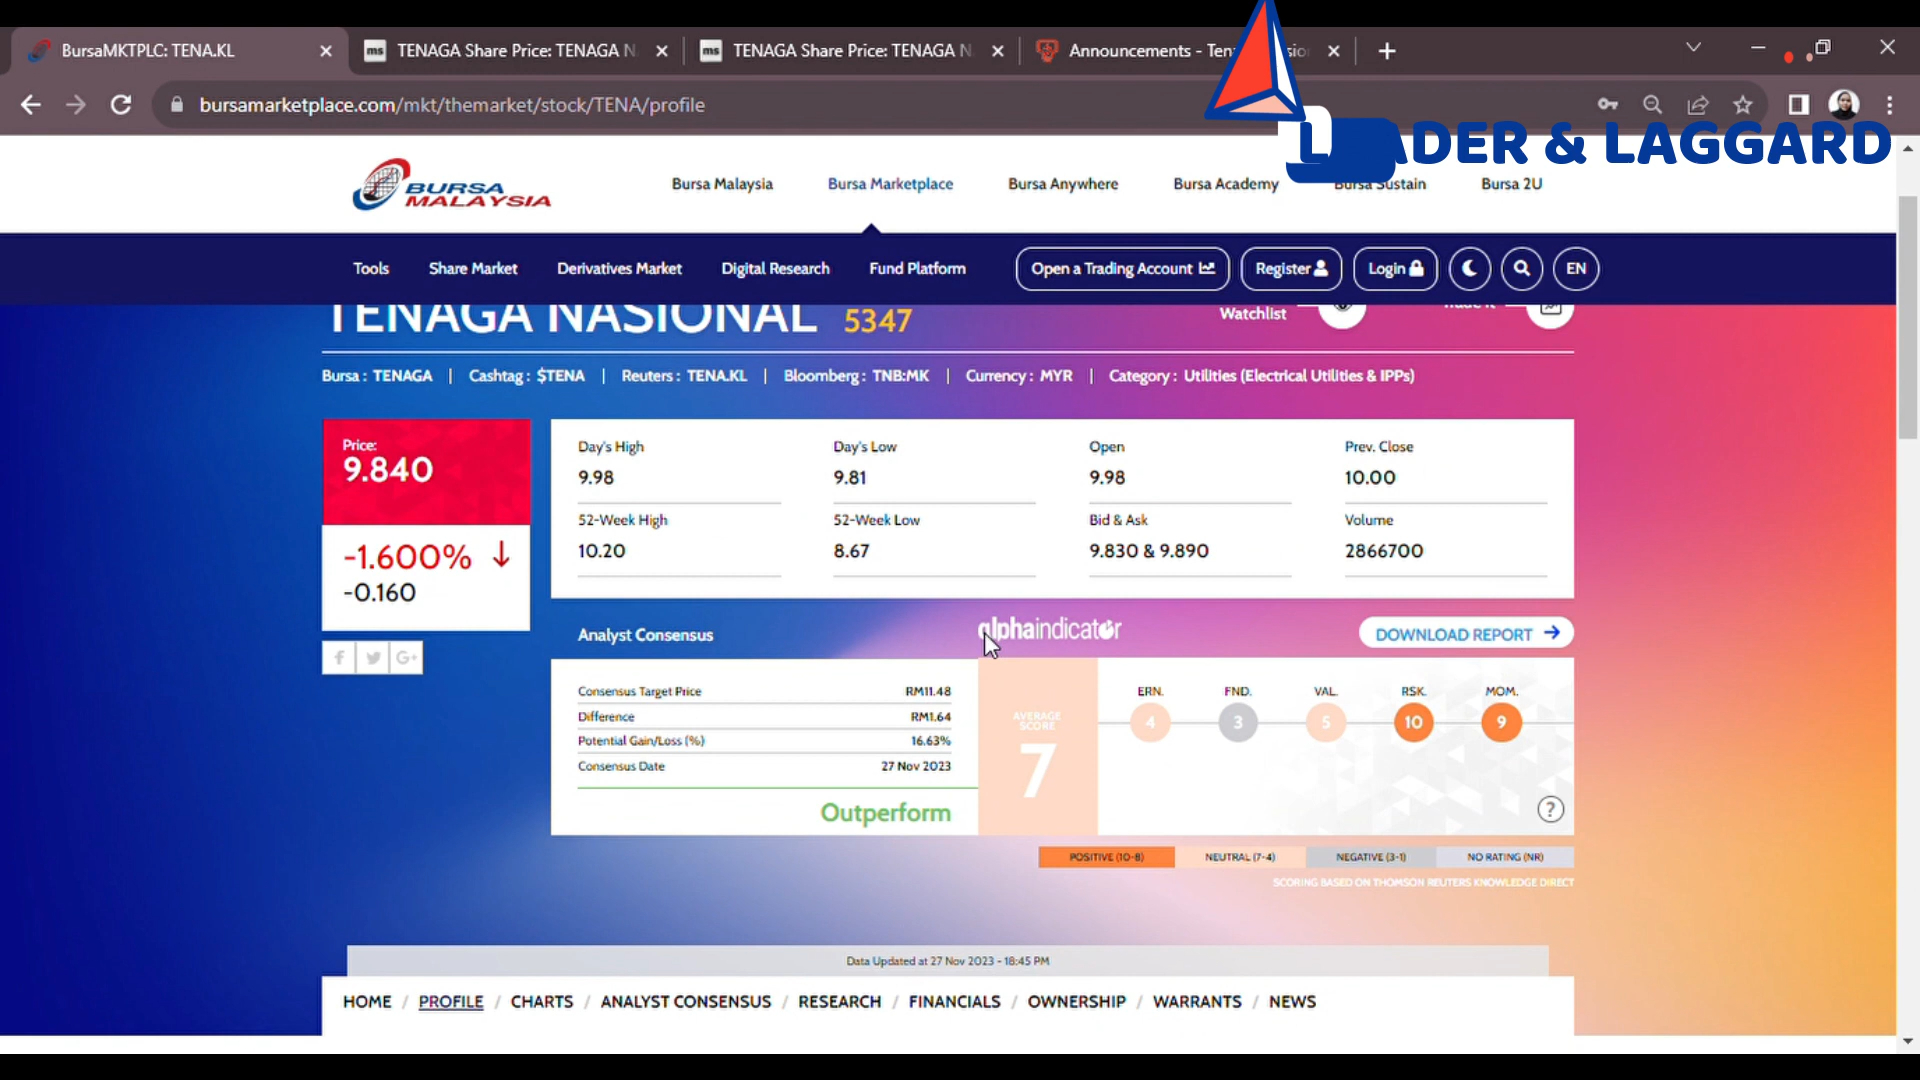 BursaMKTPLC: TENA.KL
ms TENAGA Share Price: TENAGA N
ms TENAGA Share Price: TENAGA N
Announcements - Ten
bursamarketplace.com/mkt/themarket/stock/TENA/profile
DER & LAGGARD
BURSA
MALAYSIA
Bursa Malaysia
Bursa Marketplace
Bursa Anywhere
Bursa Academy
Bursa Sustain
Bursa 2U
Tools
Share Market
Derivatives Market
Digital Research
Fund Platform
Open a Trading Account
Register
Login
EN
TENAGA NASIONAL 5347
Watchlist
Bursa : TENAGA | Cashtag : $TENA | Reuters : TENA.KL | Bloomberg : TNB:MK | Currency : MYR | Category : Utilities (Electrical Utilities & IPPs)
Price:
9.840
-1.600% ↓
-0.160
Day's High
9.98
Day's Low
9.81
Open
9.98
Prev. Close
10.00
52-Week High
10.20
52-Week Low
8.67
Bid & Ask
9.830 & 9.890
Volume
2866700
f
G+
Analyst Consensus
alphaindicator
DOWNLOAD REPORT →
Consensus Target Price RM11.48
Difference RM1.64
Potential Gain/Loss (%) 16.63%
Consensus Date 27 Nov 2023
Outperform
AVERAGE
SCORE
7
ERN. FND. VAL. RSK. MOM.
4 3 5 10 9
?
POSITIVE (10-8) NEUTRAL (7-4) NEGATIVE (3-1) NO RATING (NR)
SCORING BASED ON THOMSON REUTERS KNOWLEDGE DIRECT
Data Updated at 27 Nov 2023 - 18:45 PM
HOME / PROFILE / CHARTS / ANALYST CONSENSUS / RESEARCH / FINANCIALS / OWNERSHIP / WARRANTS / NEWS